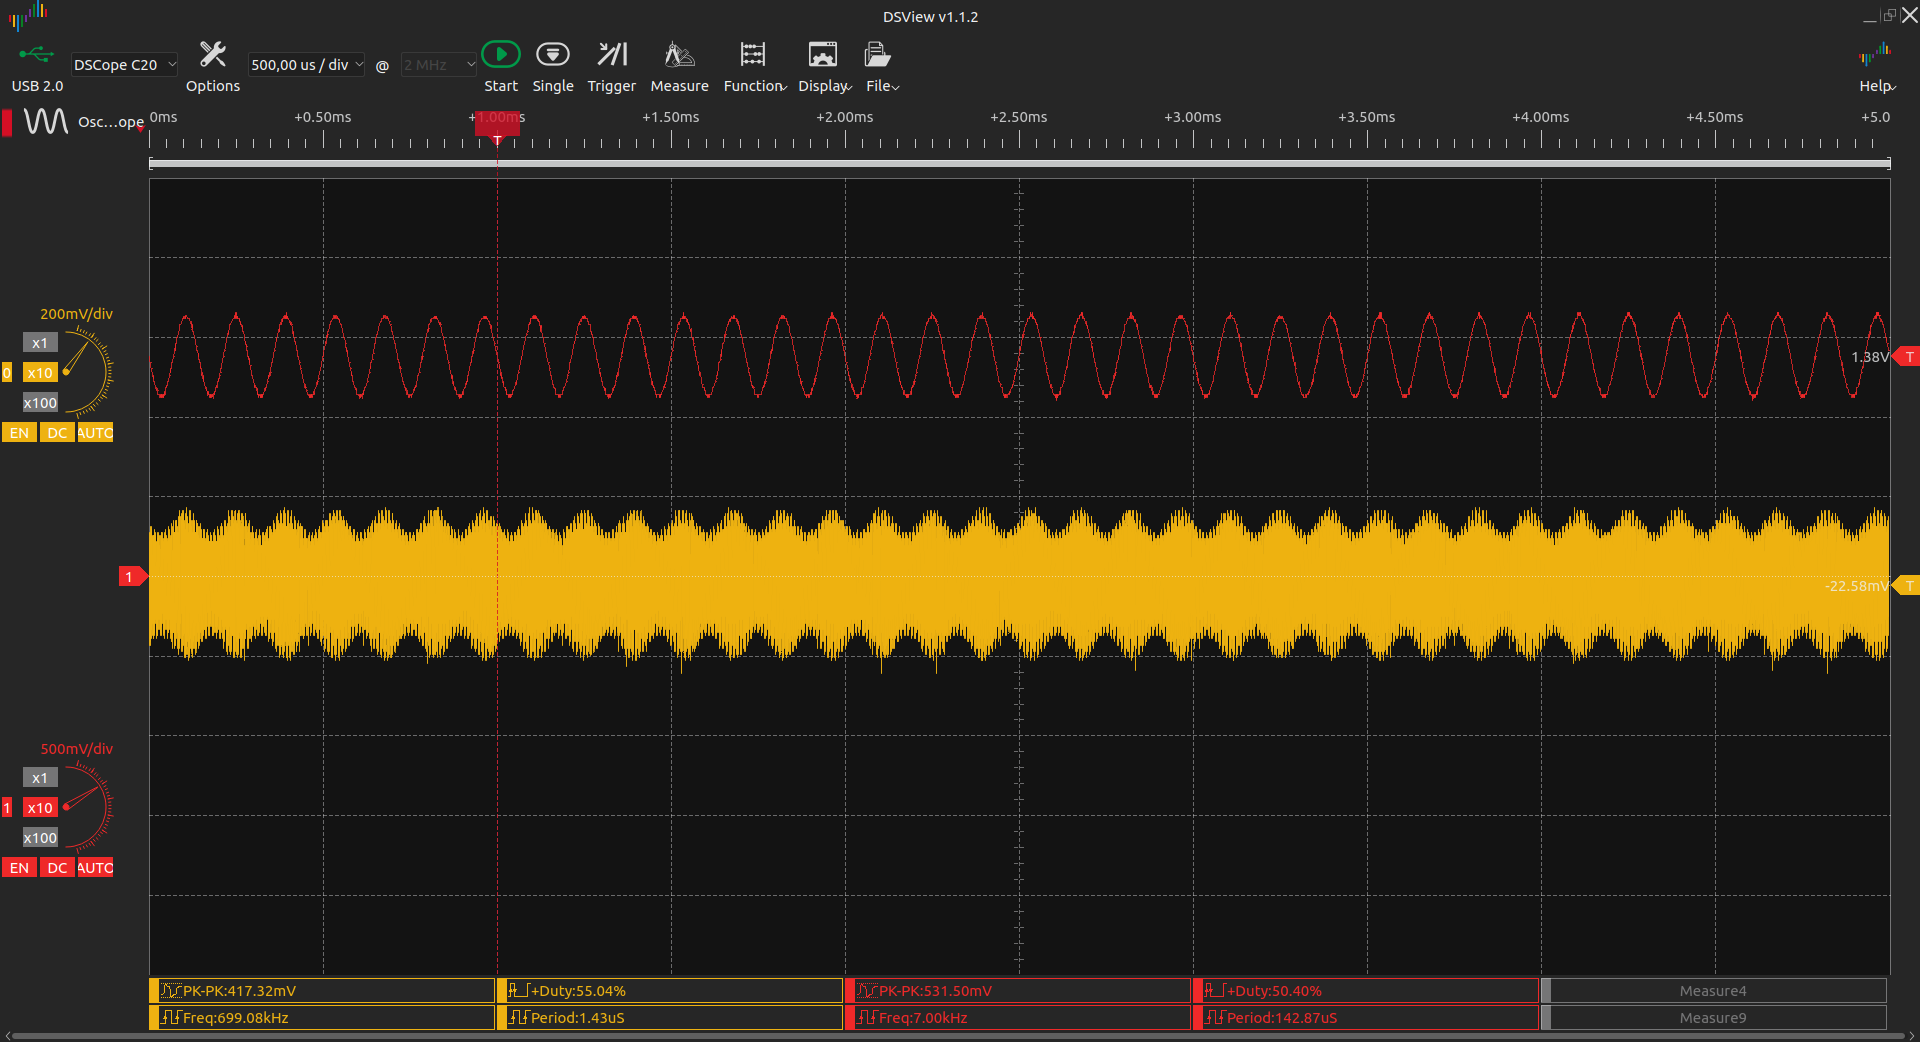 DSView v1.1.2
USB 2.0
DSCope C20
Options
500,00 us / div
@
2 MHz
Start
Single
Trigger
Measure
Function
Display
File
Help
Osc...ope
0ms +0.50ms +1.00ms +1.50ms +2.00ms +2.50ms +3.00ms +3.50ms +4.00ms +4.50ms +5.0
T
200mV/div
x1
0 x10
x100
EN DC AUTO
1.38V T
1
-22.58mV T
500mV/div
x1
1 x10
x100
EN DC AUTO
PK-PK:417.32mV +Duty:55.04% PK-PK:531.50mV +Duty:50.40% Measure4
Freq:699.08kHz Period:1.43uS Freq:7.00kHz Period:142.87uS Measure9